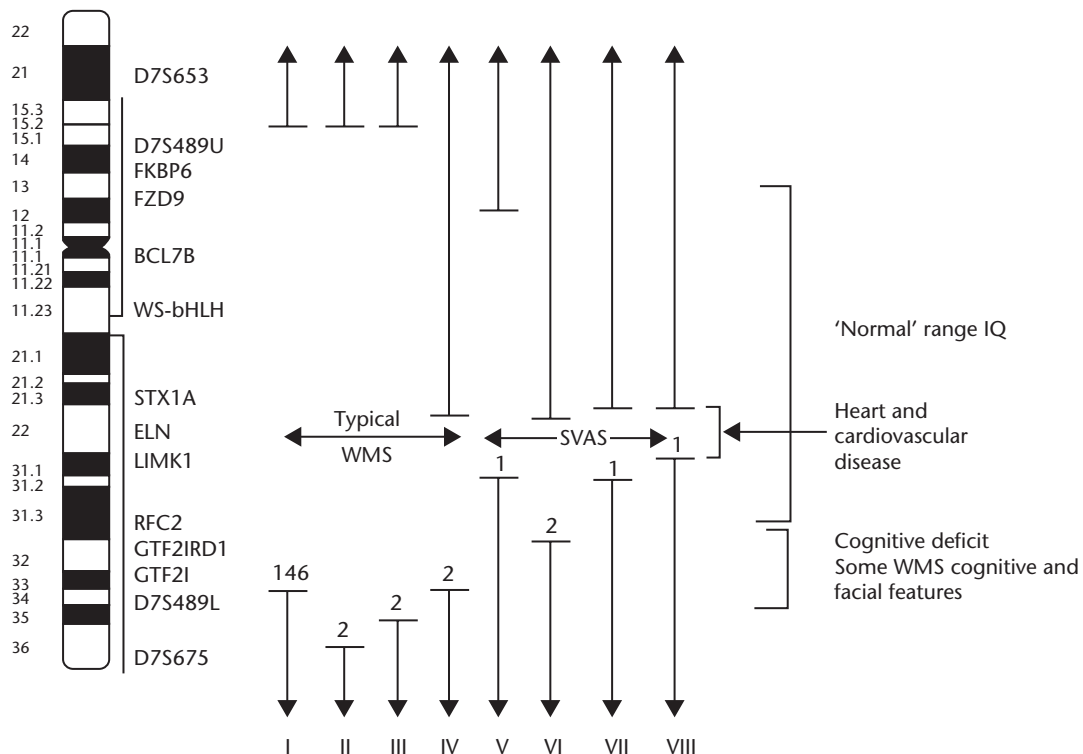 22
21
15.3
15.2
15.1
14
13
12
11.2
11.1
11.1
11.21
11.22
11.23
21.1
21.2
21.3
22
31.1
31.2
31.3
32
33
34
35
36
D7S653
D7S489U
FKBP6
FZD9
BCL7B
WS-bHLH
STX1A
ELN
LIMK1
RFC2
GTF2IRD1
GTF2I
D7S489L
D7S675
Typical
WMS
SVAS
146
2
2
2
1
2
1
1
I II III IV V VI VII VIII
'Normal' range IQ
Heart and
cardiovascular
disease
Cognitive deficit
Some WMS cognitive and
facial features